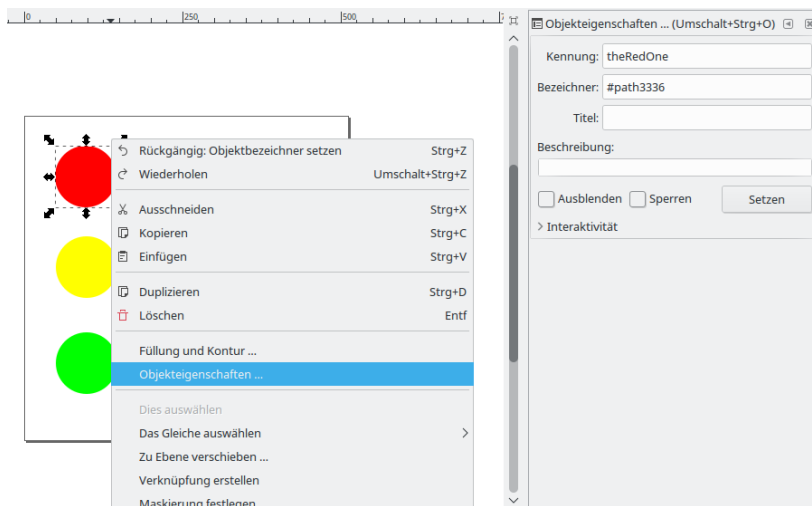 0 250 500
Objekteigenschaften ... (Umschalt+Strg+O)
Kennung: theRedOne
Bezeichner: #path3336
Titel:
Beschreibung:
Ausblenden Sperren Setzen
Interaktivität
Rückgängig: Objektbezeichner setzen Strg+Z
Wiederholen Umschalt+Strg+Z
Ausschneiden Strg+X
Kopieren Strg+C
Einfügen Strg+V
Duplizieren Strg+D
Löschen Entf
Füllung und Kontur ...
Objekteigenschaften ...
Dies auswählen
Das Gleiche auswählen
Zu Ebene verschieben ...
Verknüpfung erstellen
Maskierung festlegen